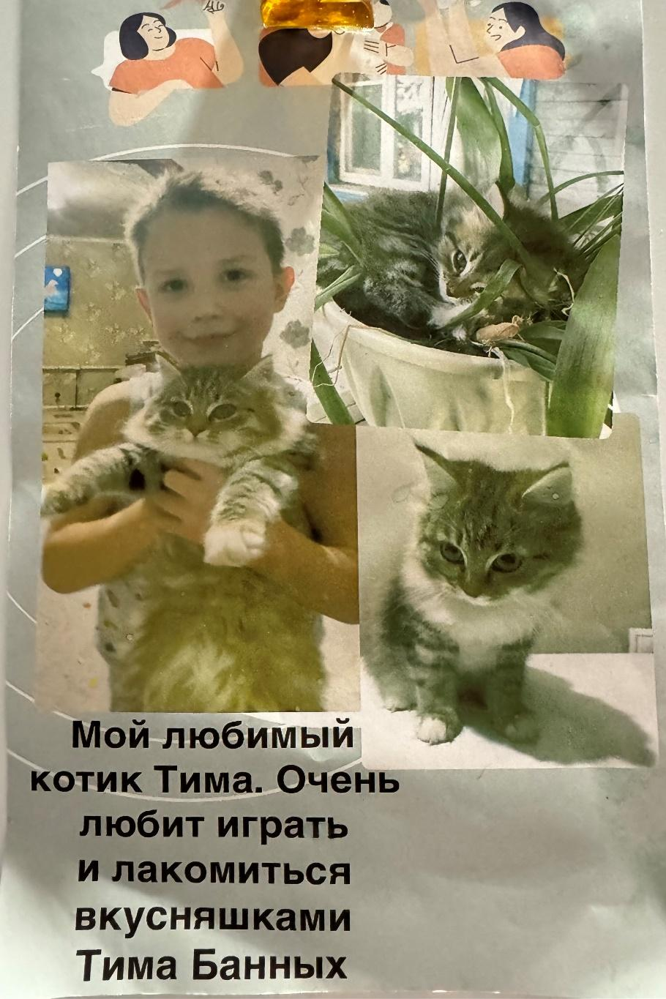 Мой любимый
котик Тима. Очень
любит играть
и лакомиться
вкусняшками
Тима Банных